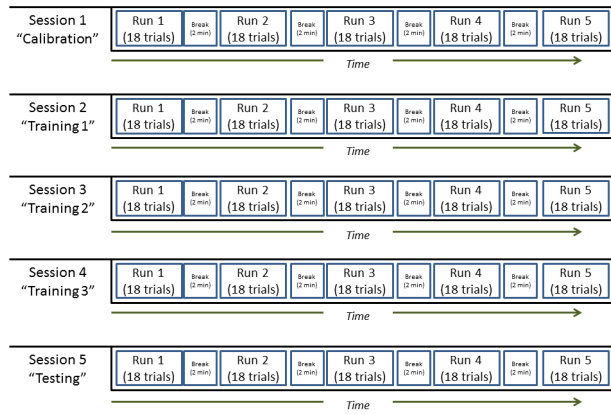 Session 1
"Calibration"
Run 1
(18 trials)
Break
(2 min)
Run 2
(18 trials)
Break
(2 min)
Run 3
(18 trials)
Break
(2 min)
Run 4
(18 trials)
Break
(2 min)
Run 5
(18 trials)
Time
Session 2
"Training 1"
Run 1
(18 trials)
Break
(2 min)
Run 2
(18 trials)
Break
(2 min)
Run 3
(18 trials)
Break
(2 min)
Run 4
(18 trials)
Break
(2 min)
Run 5
(18 trials)
Time
Session 3
"Training 2"
Run 1
(18 trials)
Break
(2 min)
Run 2
(18 trials)
Break
(2 min)
Run 3
(18 trials)
Break
(2 min)
Run 4
(18 trials)
Break
(2 min)
Run 5
(18 trials)
Time
Session 4
"Training 3"
Run 1
(18 trials)
Break
(2 min)
Run 2
(18 trials)
Break
(2 min)
Run 3
(18 trials)
Break
(2 min)
Run 4
(18 trials)
Break
(2 min)
Run 5
(18 trials)
Time
Session 5
"Testing"
Run 1
(18 trials)
Break
(2 min)
Run 2
(18 trials)
Break
(2 min)
Run 3
(18 trials)
Break
(2 min)
Run 4
(18 trials)
Break
(2 min)
Run 5
(18 trials)
Time